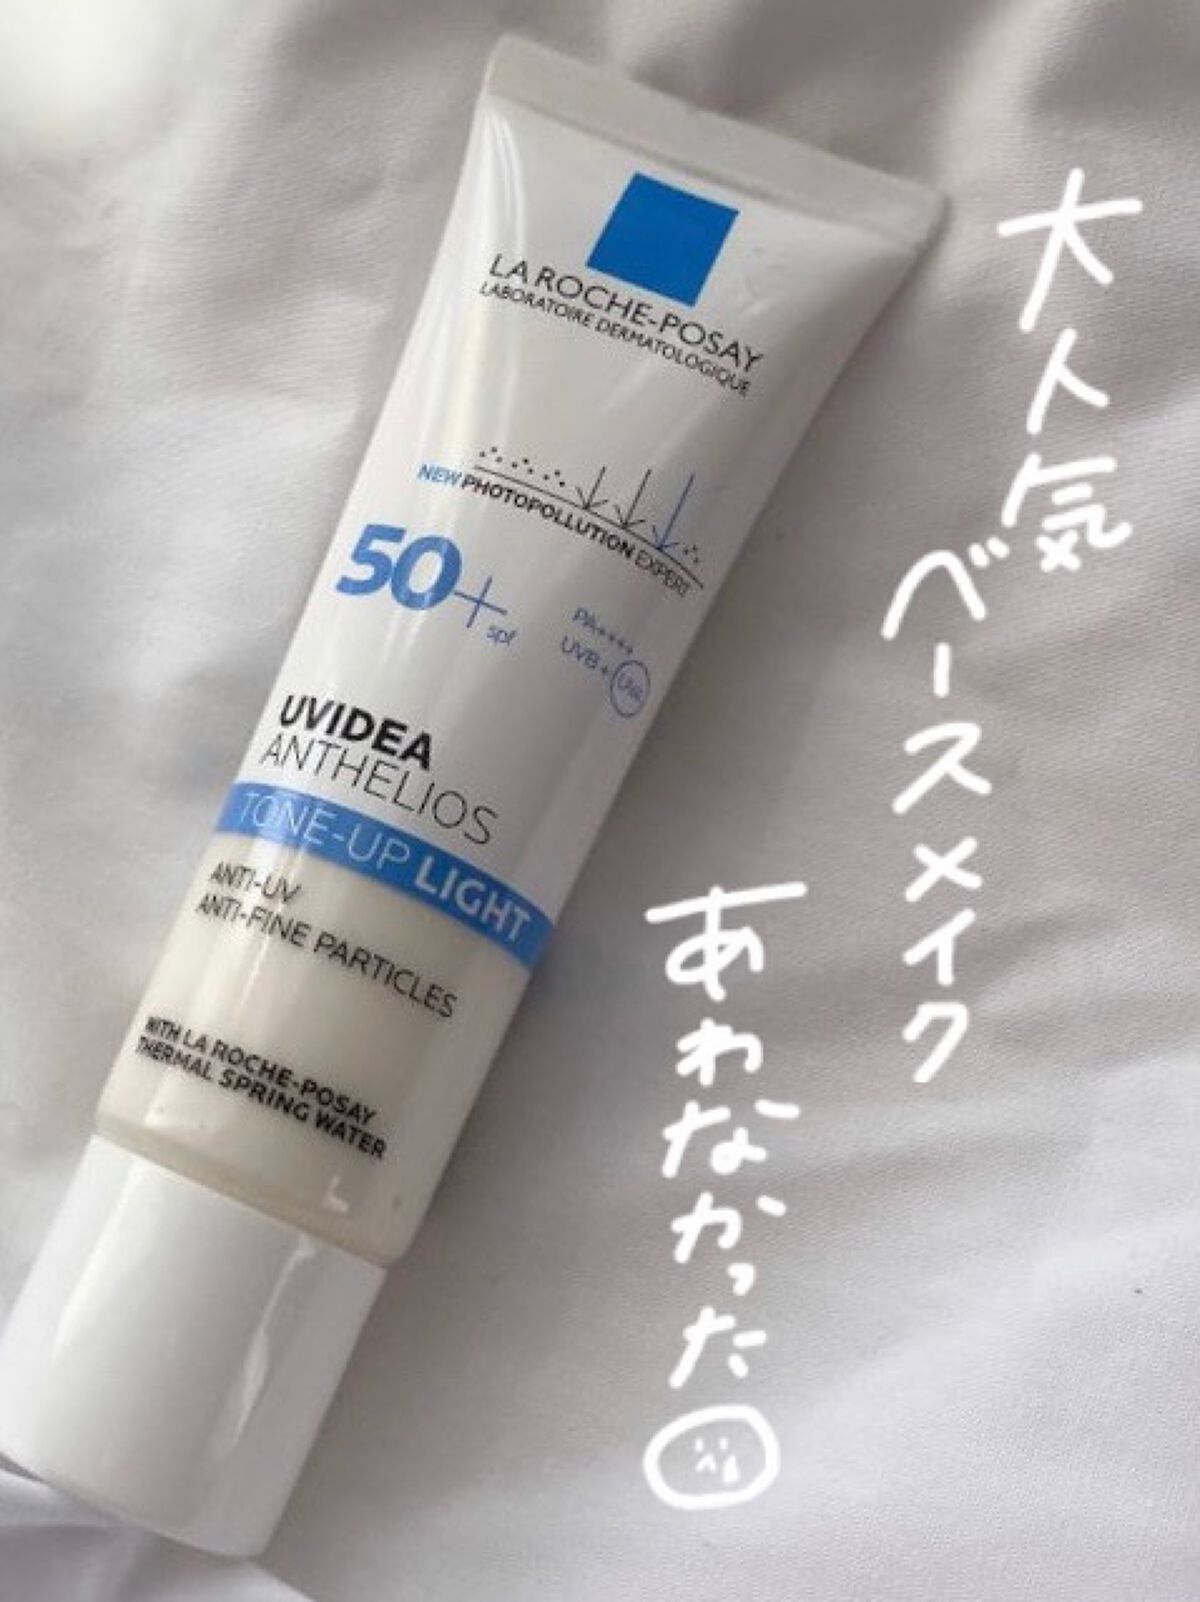 LA ROCHE-POSAY
LABORATOIRE DERMATOLOGIQUE
NEW PHOTOPOLLUTION EXPERT
50+
spf
PA++++
UVB+UVA
UVIDEA
ANTHELIOS
TONE-UP LIGHT
ANTI-UV
ANTI-FINE PARTICLES
WITH LA ROCHE-POSAY
THERMAL SPRING WATER
大人気
ベースメイク
あわなかった